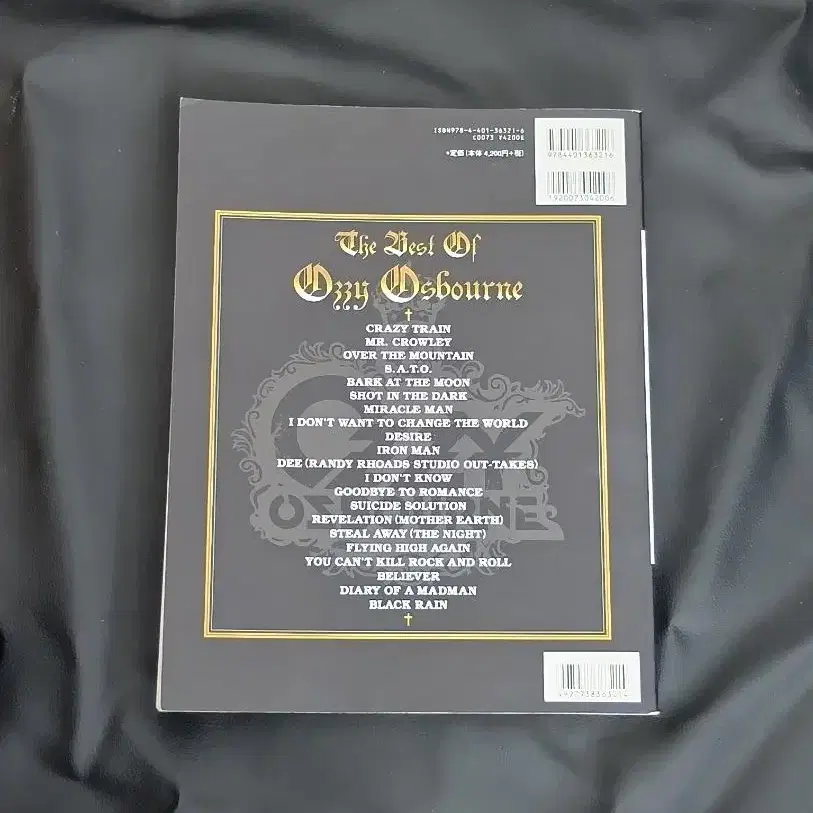 ISBN978-4-401-36321-6
C0073 ¥4200E
●定価[本体 4,200円+税]
9784401363216
1920073042006
The Best Of
Ozzy Osbourne
CRAZY TRAIN
MR. CROWLEY
OVER THE MOUNTAIN
S.A.T.O.
BARK AT THE MOON
SHOT IN THE DARK
MIRACLE MAN
I DON'T WANT TO CHANGE THE WORLD
DESIRE
IRON MAN
DEE (RANDY RHOADS STUDIO OUT-TAKES)
I DON'T KNOW
GOODBYE TO ROMANCE
SUICIDE SOLUTION
REVELATION (MOTHER EARTH)
STEAL AWAY (THE NIGHT)
FLYING HIGH AGAIN
YOU CAN'T KILL ROCK AND ROLL
BELIEVER
DIARY OF A MADMAN
BLACK RAIN